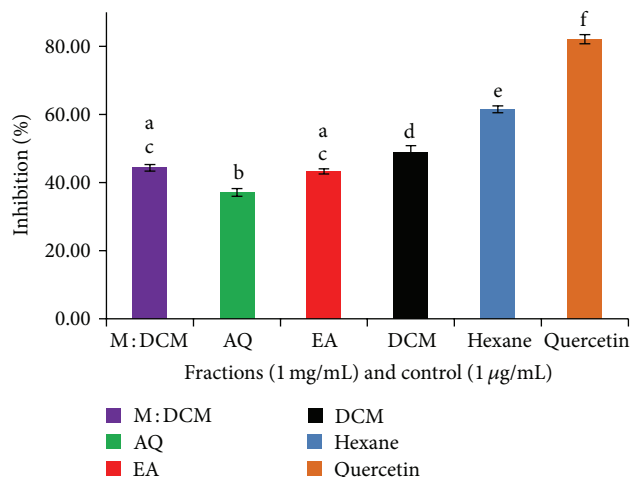 Inhibition (%)
80.00
60.00
40.00
20.00
0.00
a
c
b
a
c
d
e
f
M:DCM AQ EA DCM Hexane Quercetin
Fractions (1 mg/mL) and control (1 μg/mL)
M:DCM
AQ
EA
DCM
Hexane
Quercetin